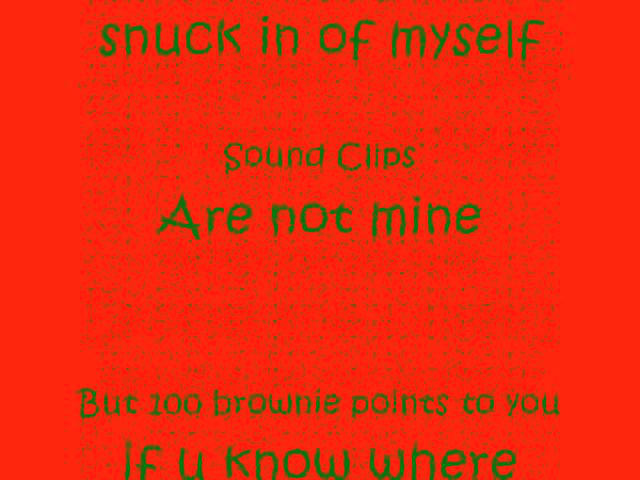 snuck in of myself
Sound Clips
Are not mine
But 100 brownie points to you
If u know where